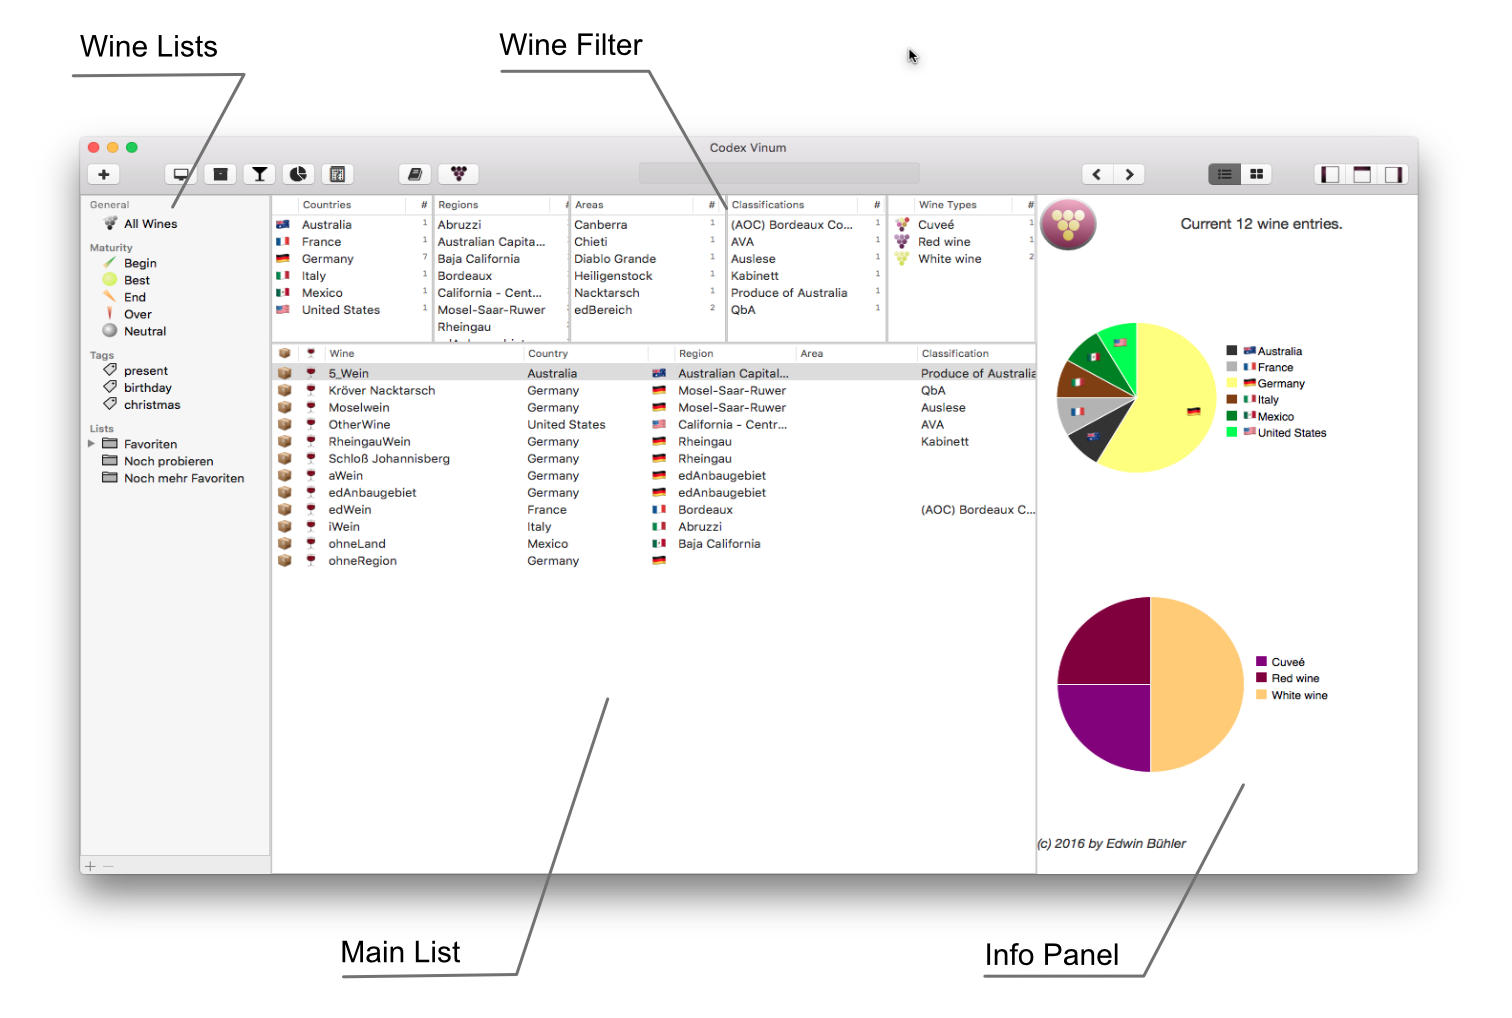 Wine Lists
Wine Filter
Codex Vinum
General
All Wines
Maturity
Begin
Best
End
Over
Neutral
Tags
present
birthday
christmas
Lists
Favoriten
Noch probieren
Noch mehr Favoriten
Countries #
Australia 1
France 1
Germany 7
Italy 1
Mexico 1
United States 1
Regions
Abruzzi
Australian Capita...
Baja California
Bordeaux
California - Cent...
Mosel-Saar-Ruwer
Rheingau
Areas #
Canberra 1
Chieti 1
Diablo Grande 1
Heiligenstock 1
Nacktarsch 1
edBereich 2
Classifications #
(AOC) Bordeaux Co... 1
AVA 1
Auslese 1
Kabinett 1
Produce of Australia 1
QbA 1
Wine Types #
Cuveé 1
Red wine 1
White wine 2
Wine Country Region Area Classification
5_Wein Australia Australian Capital... Produce of Australia
Kröver Nacktarsch Germany Mosel-Saar-Ruwer QbA
Moselwein Germany Mosel-Saar-Ruwer Auslese
OtherWine United States California - Centr... AVA
RheingauWein Germany Rheingau Kabinett
Schloß Johannisberg Germany Rheingau
aWein Germany edAnbaugebiet
edAnbaugebiet Germany edAnbaugebiet
edWein France Bordeaux (AOC) Bordeaux C...
iWein Italy Abruzzi
ohneLand Mexico Baja California
ohneRegion Germany
Current 12 wine entries.
Australia
France
Germany
Italy
Mexico
United States
Cuveé
Red wine
White wine
(c) 2016 by Edwin Bühler
Main List
Info Panel